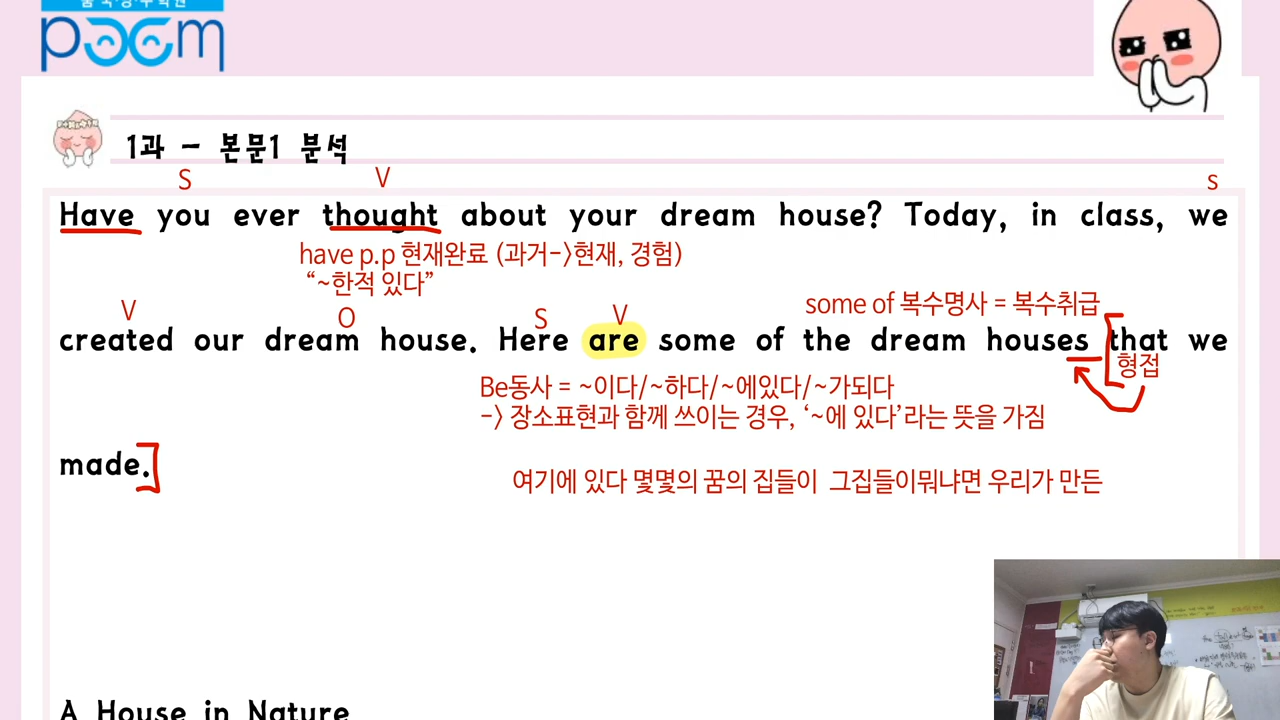 꿈 국·영·수학원
1과 - 본문1 분석
S V s
Have you ever thought about your dream house? Today, in class, we
have p.p 현재완료 (과거->현재, 경험)
“~한적 있다”
V O S V some of 복수명사 = 복수취급
created our dream house. Here are some of the dream houses that we
형접
Be동사 = ~이다/~하다/~에있다/~가되다
-> 장소표현과 함께 쓰이는 경우, ‘~에 있다’라는 뜻을 가짐
made.
여기에 있다 몇몇의 꿈의 집들이 그집들이뭐냐면 우리가 만든
A House in Nature